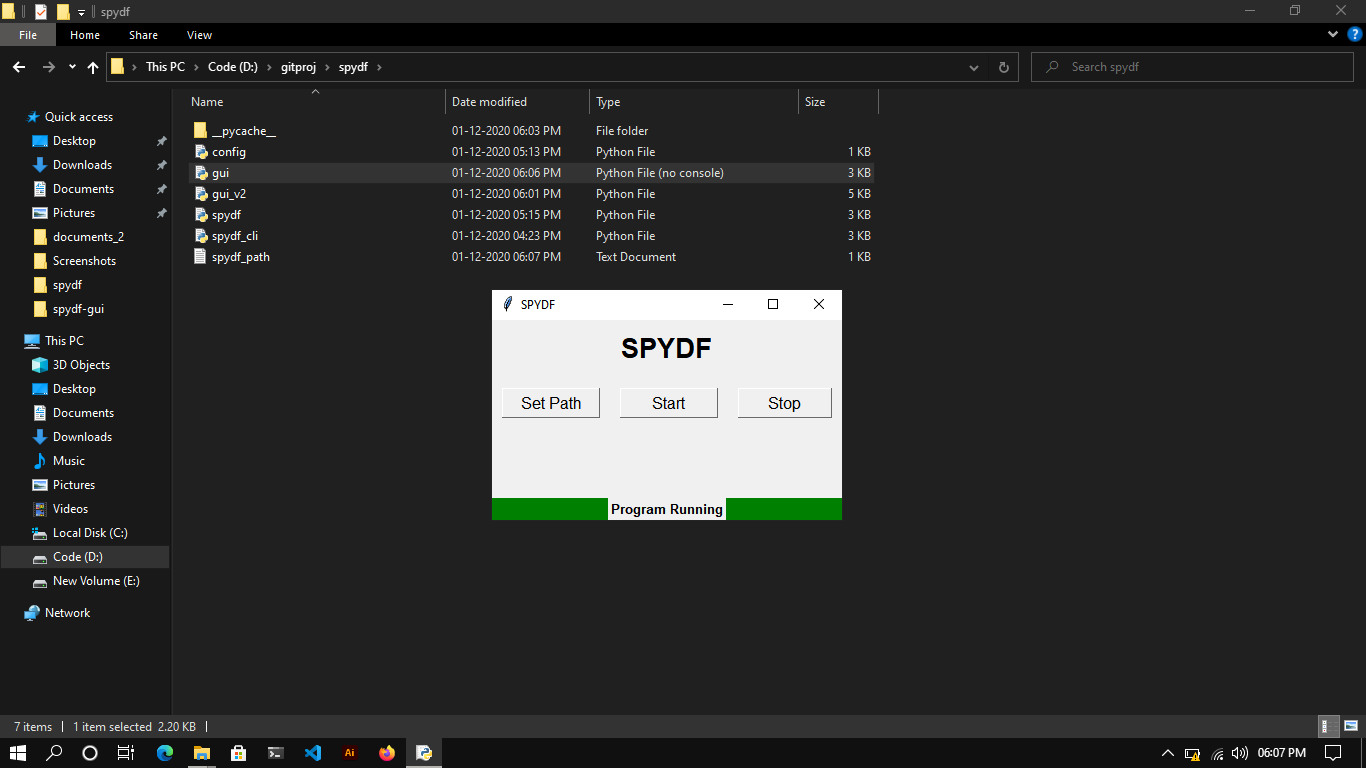 spydf
File Home Share View
This PC Code (D:) gitproj spydf
Search spydf
Name Date modified Type Size
__pycache__ 01-12-2020 06:03 PM File folder
config 01-12-2020 05:13 PM Python File 1 KB
gui 01-12-2020 06:06 PM Python File (no console) 3 KB
gui_v2 01-12-2020 06:01 PM Python File 5 KB
spydf 01-12-2020 05:15 PM Python File 3 KB
spydf_cli 01-12-2020 04:23 PM Python File 3 KB
spydf_path 01-12-2020 06:07 PM Text Document 1 KB
Quick access
Desktop
Downloads
Documents
Pictures
documents_2
Screenshots
spydf
spydf-gui
This PC
3D Objects
Desktop
Documents
Downloads
Music
Pictures
Videos
Local Disk (C:)
Code (D:)
New Volume (E:)
Network
SPYDF
SPYDF
Set Path Start Stop
Program Running
7 items 1 item selected 2.20 KB
Ai
06:07 PM